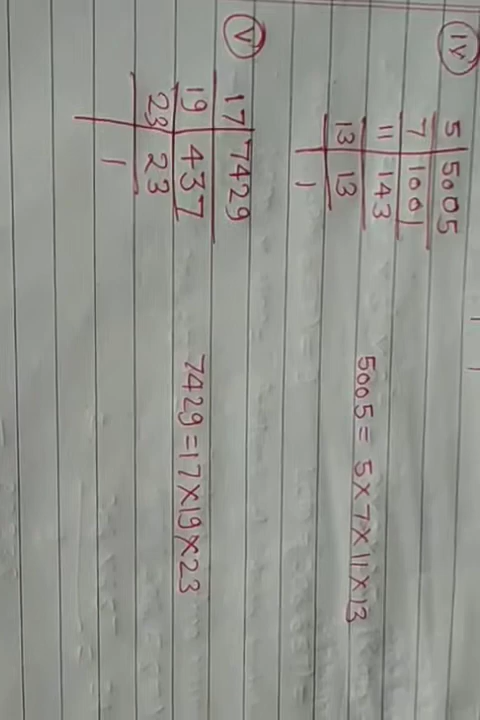 iv
5 | 5005
7 | 1001
11 | 143
13 | 13
1
5005 = 5×7×11×13
v
17 | 7429
19 | 437
23 | 23
1
7429 = 17×19×23